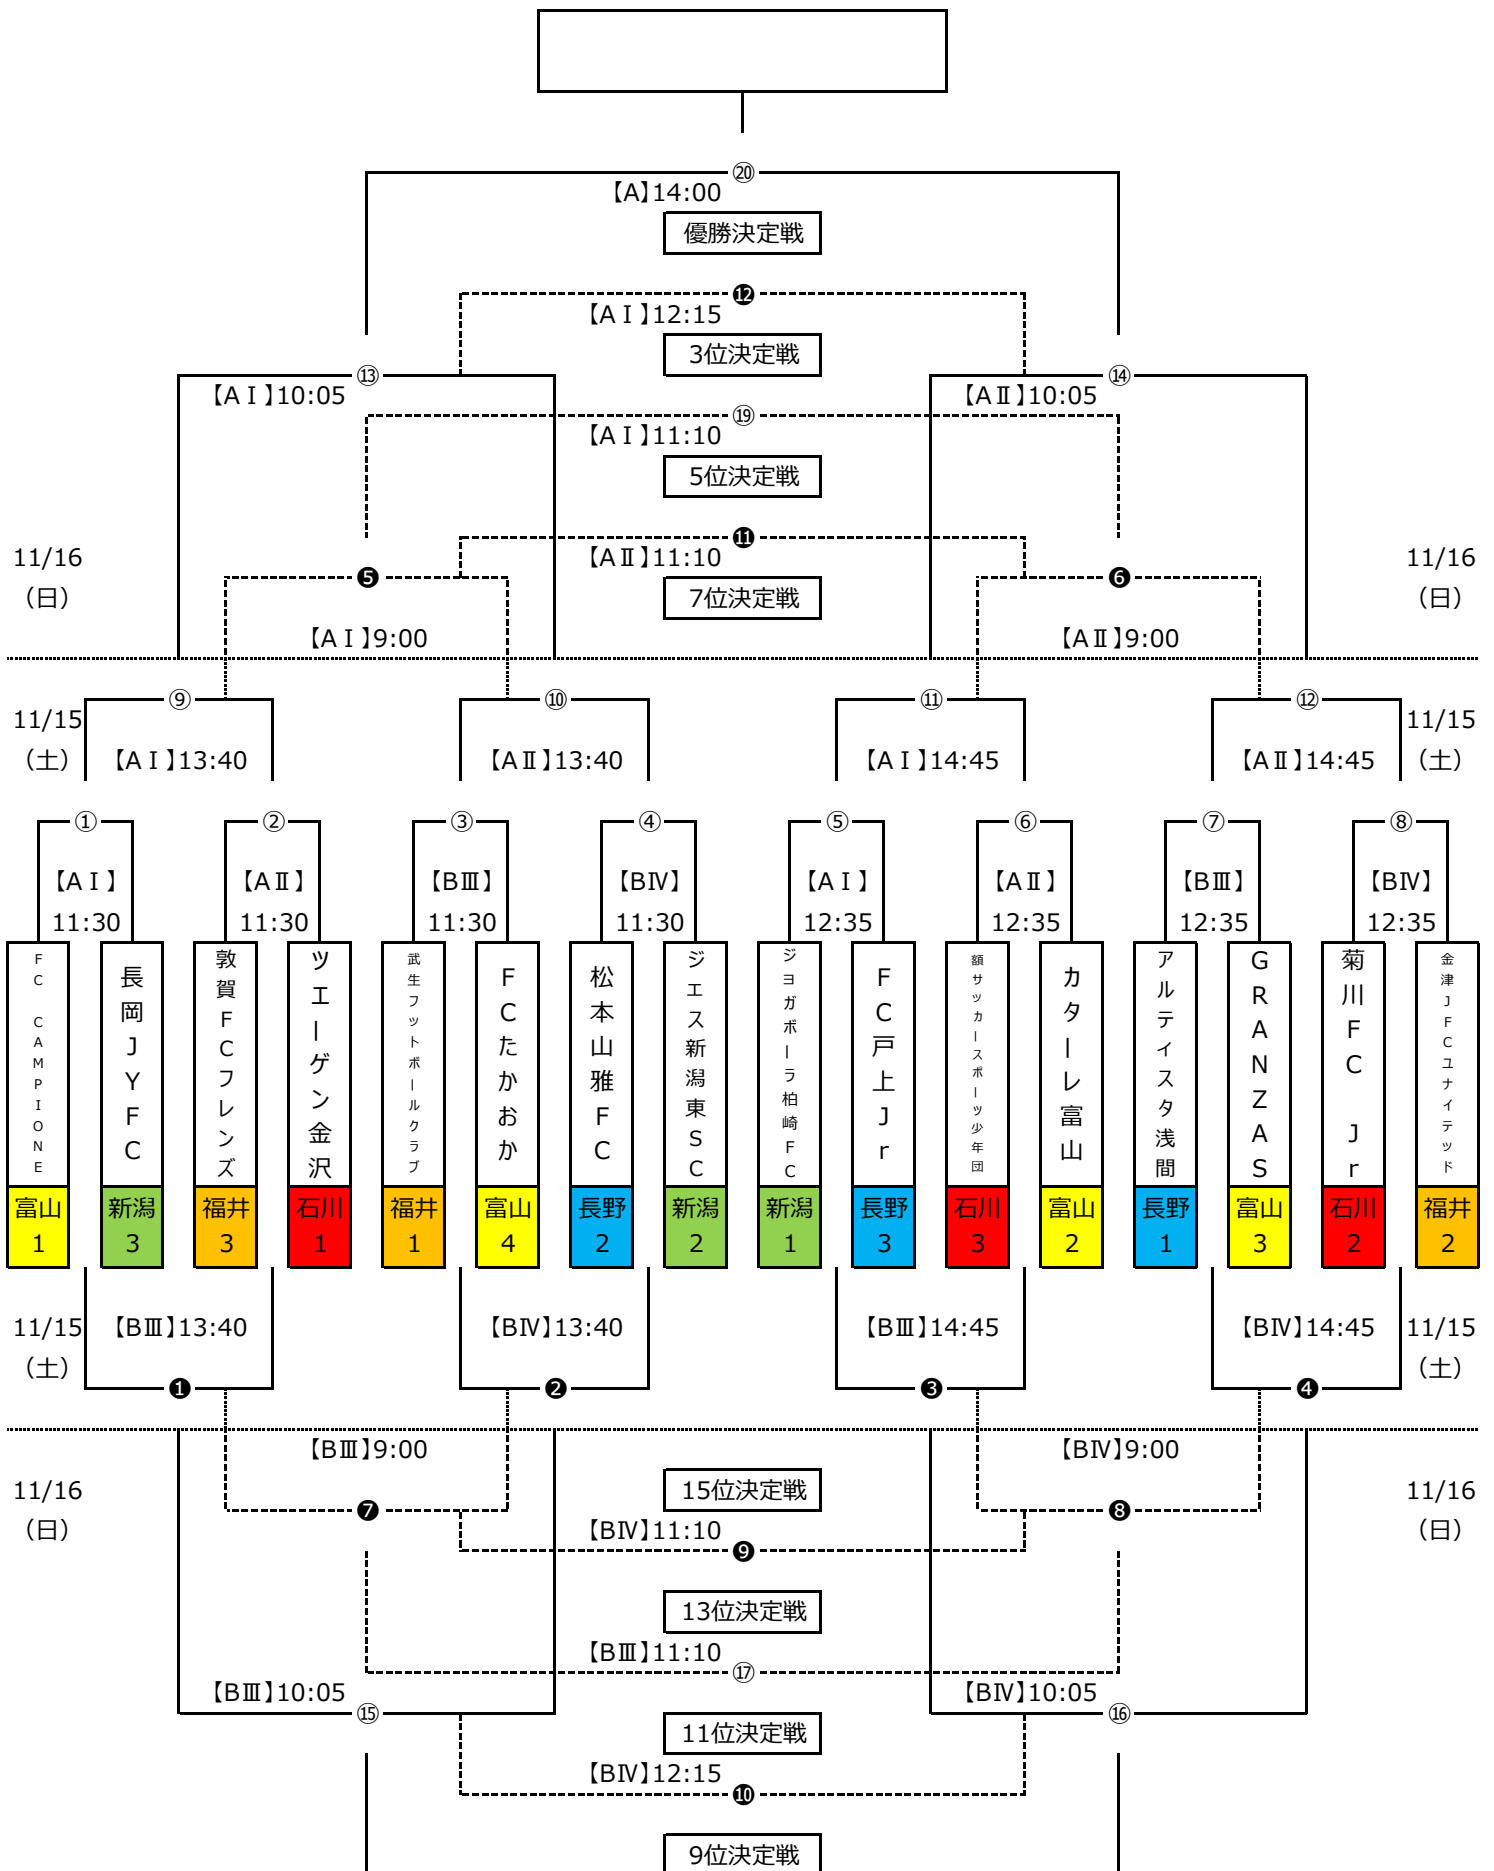 ⑳
【A】14:00
優勝決定戦
⓬
【AⅠ】12:15
3位決定戦
⑬ ⑭
【AⅠ】10:05 【AⅡ】10:05
⑲
【AⅠ】11:10
5位決定戦
⓫
11/16 【AⅡ】11:10 11/16
❺ ❻
（日） 7位決定戦 （日）
【AⅠ】9:00 【AⅡ】9:00
⑨ ⑩ ⑪ ⑫
11/15 11/15
（土） 【AⅠ】13:40 【AⅡ】13:40 【AⅠ】14:45 【AⅡ】14:45 （土）
① ② ③ ④ ⑤ ⑥ ⑦ ⑧
【AⅠ】 【AⅡ】 【BⅢ】 【BⅣ】 【AⅠ】 【AⅡ】 【BⅢ】 【BⅣ】
11:30 11:30 11:30 11:30 12:35 12:35 12:35 12:35
FC CAMPIONE
長岡JYFC
敦賀FCフレンズ
ツエーゲン金沢
武生フットボールクラブ
FCたかおか
松本山雅FC
ジエス新潟東SC
ジヨガボーラ柏崎FC
FC戸上Jr
額サッカースポーツ少年団
カターレ富山
アルティスタ浅間
GRANZAS
菊川FC Jr
金津JFCユナイテッド
富山 新潟 福井 石川 福井 富山 長野 新潟 新潟 長野 石川 富山 長野 富山 石川 福井
1 3 3 1 1 4 2 2 1 3 3 2 1 3 2 2
11/15 【BⅢ】13:40 【BⅣ】13:40 【BⅢ】14:45 【BⅣ】14:45 11/15
（土） （土）
❶ ❷ ❸ ❹
【BⅢ】9:00 【BⅣ】9:00
11/16 15位決定戦 11/16
❼ ❽
（日） 【BⅣ】11:10 （日）
❾
13位決定戦
【BⅢ】11:10
⑰
【BⅢ】10:05 【BⅣ】10:05
⑮ ⑯
11位決定戦
【BⅣ】12:15
❿
9位決定戦